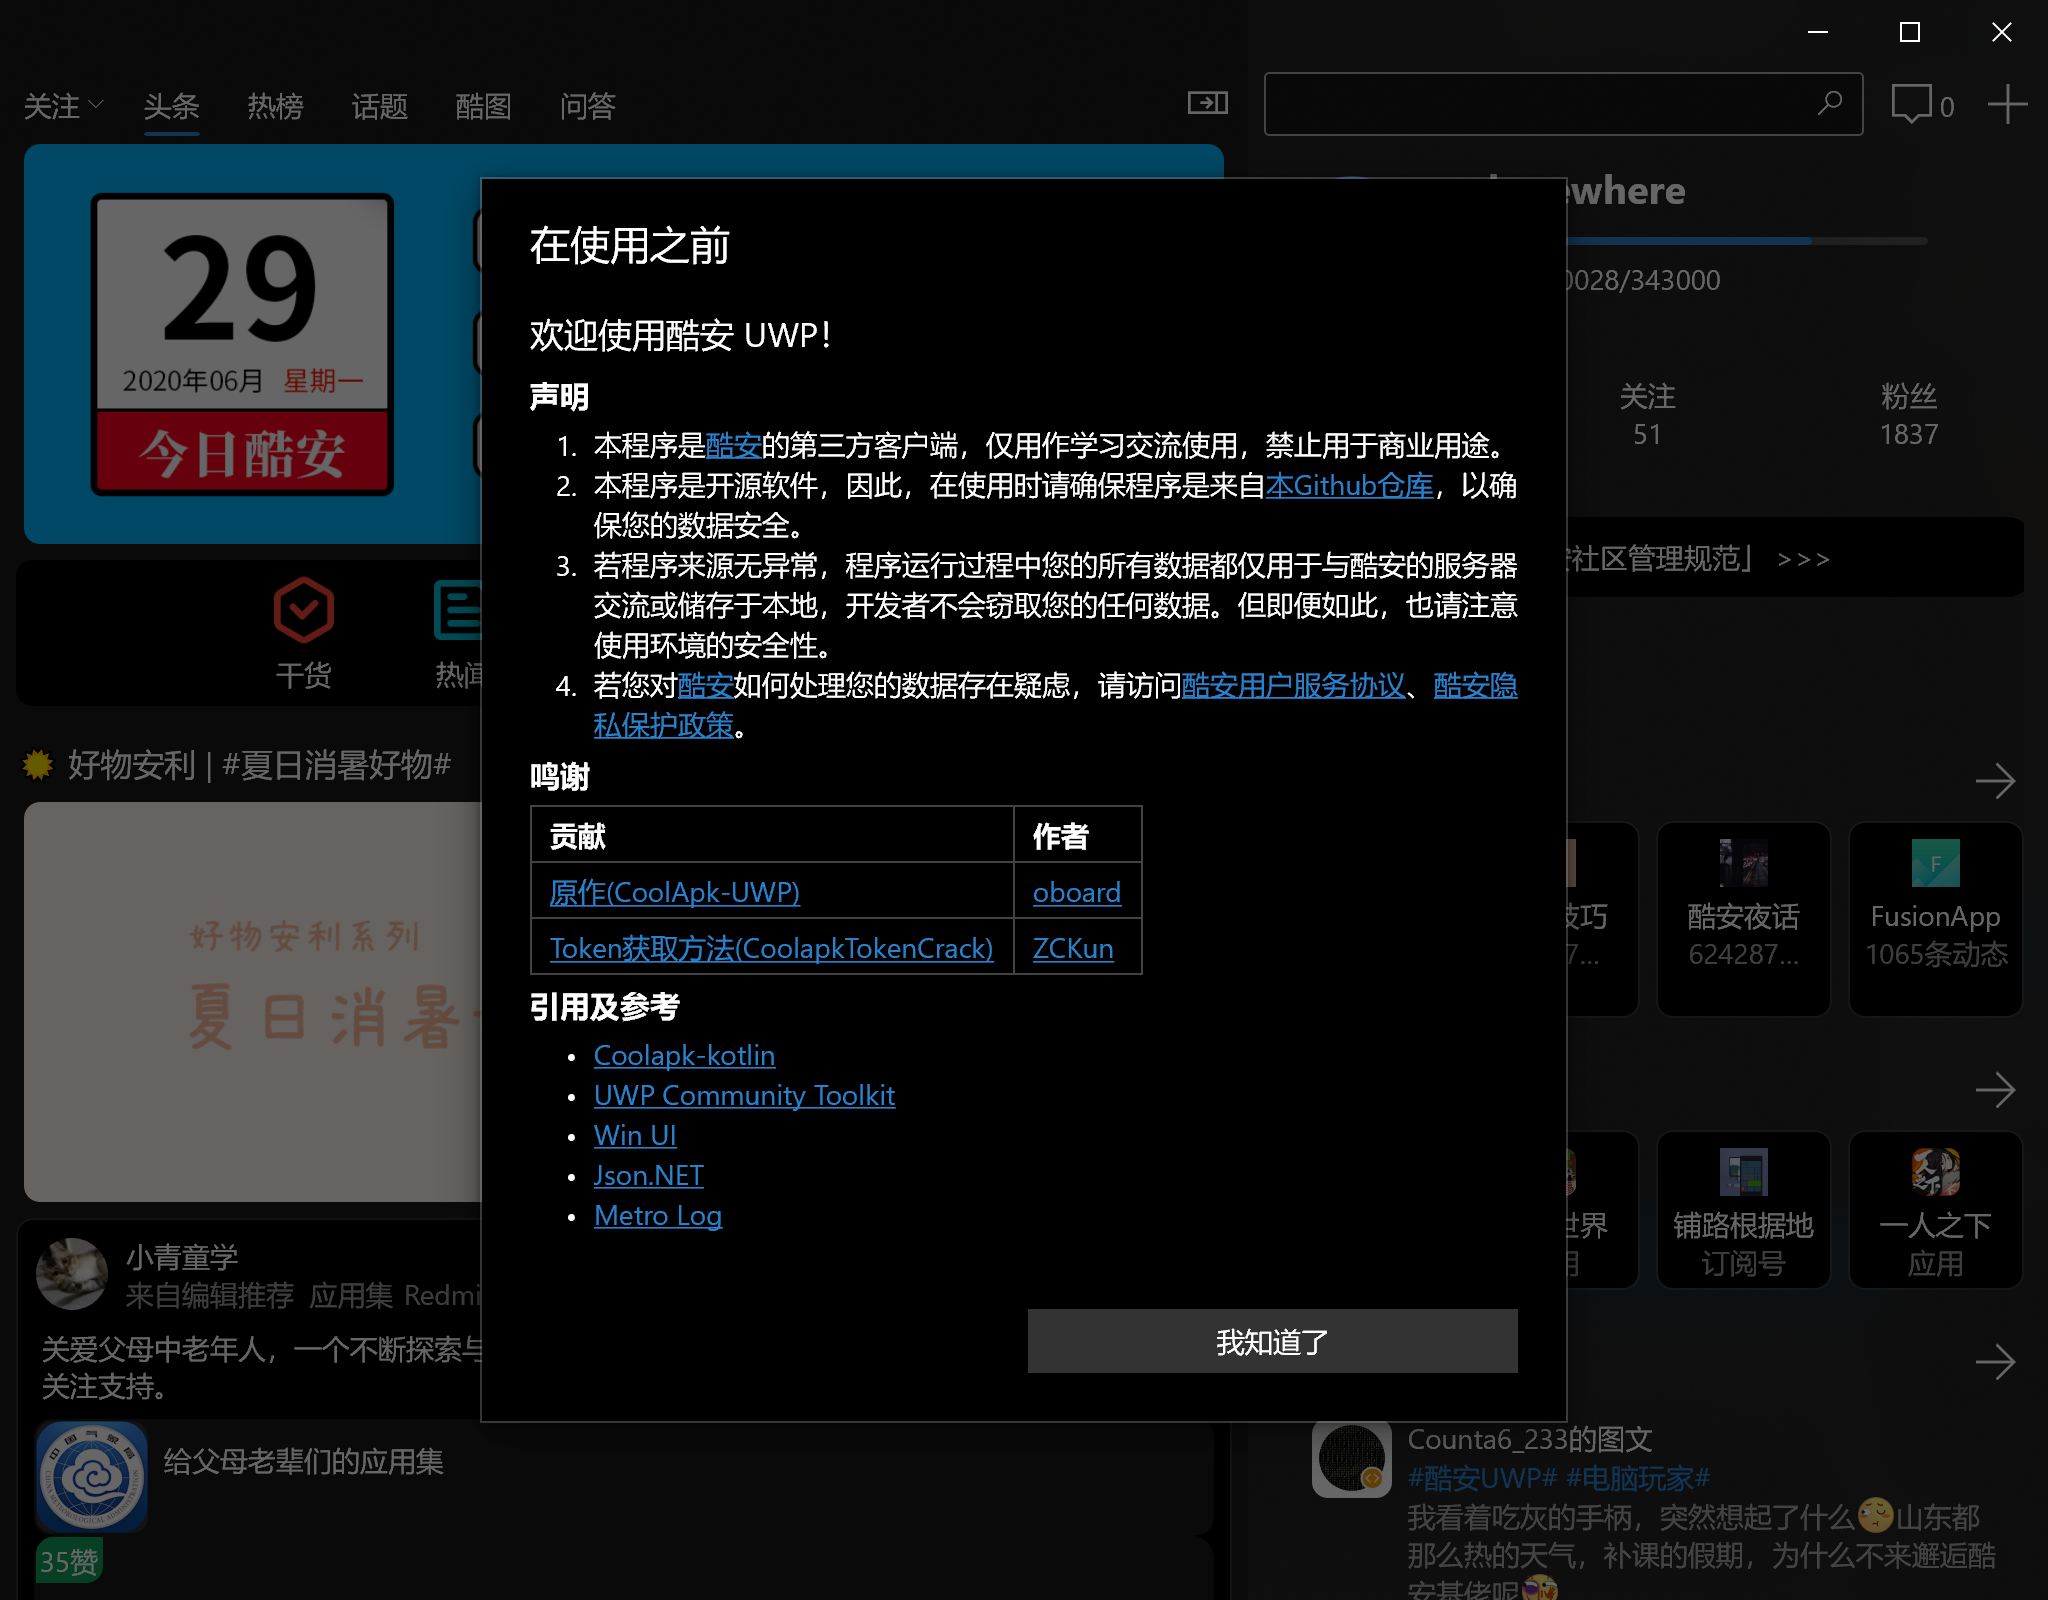 关注
头条
热榜
话题
酷图
问答
0
29
2020年06月 星期一
今日酷安
ewhere
0028/343000
关注
51
粉丝
1837
社区管理规范」 >>>
干货
热闻
好物安利 | #夏日消暑好物#
好物安利系列
夏日消暑
在使用之前
欢迎使用酷安 UWP！
声明
1. 本程序是酷安的第三方客户端，仅用作学习交流使用，禁止用于商业用途。
2. 本程序是开源软件，因此，在使用时请确保程序是来自本Github仓库，以确
保您的数据安全。
3. 若程序来源无异常，程序运行过程中您的所有数据都仅用于与酷安的服务器
交流或储存于本地，开发者不会窃取您的任何数据。但即便如此，也请注意
使用环境的安全性。
4. 若您对酷安如何处理您的数据存在疑虑，请访问酷安用户服务协议、酷安隐
私保护政策。
鸣谢
贡献 作者
原作(CoolApk-UWP) oboard
Token获取方法(CoolapkTokenCrack) ZCKun
引用及参考
• Coolapk-kotlin
• UWP Community Toolkit
• Win UI
• Json.NET
• Metro Log
我知道了
技巧
7...
酷安夜话
624287...
F
FusionApp
1065条动态
世界
铺路根据地
订阅号
一人之下
应用
小青童学
来自编辑推荐 应用集 Redmi
关爱父母中老年人，一个不断探索与
关注支持。
给父母老辈们的应用集
35赞
Counta6_233的图文
#酷安UWP# #电脑玩家#
我看着吃灰的手柄，突然想起了什么山东都
那么热的天气，补课的假期，为什么不来邂逅酷
安基佬呢